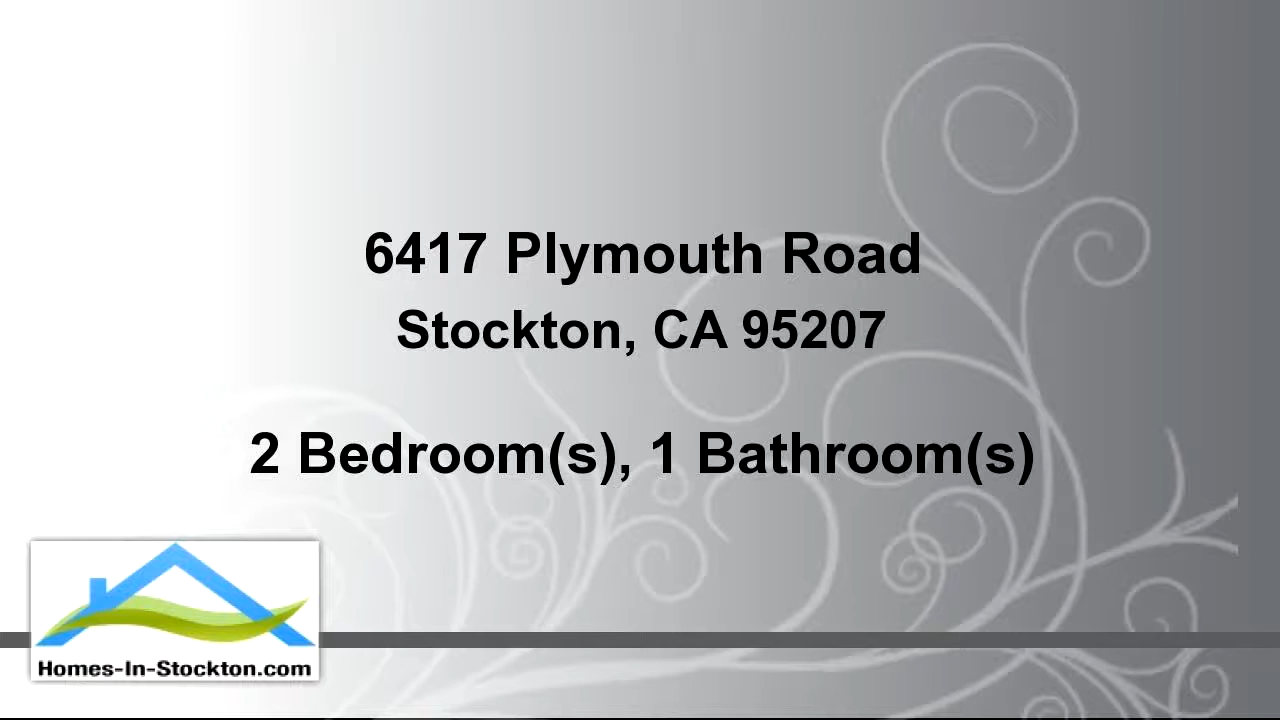 6417 Plymouth Road
Stockton, CA 95207
2 Bedroom(s), 1 Bathroom(s)
Homes-In-Stockton.com